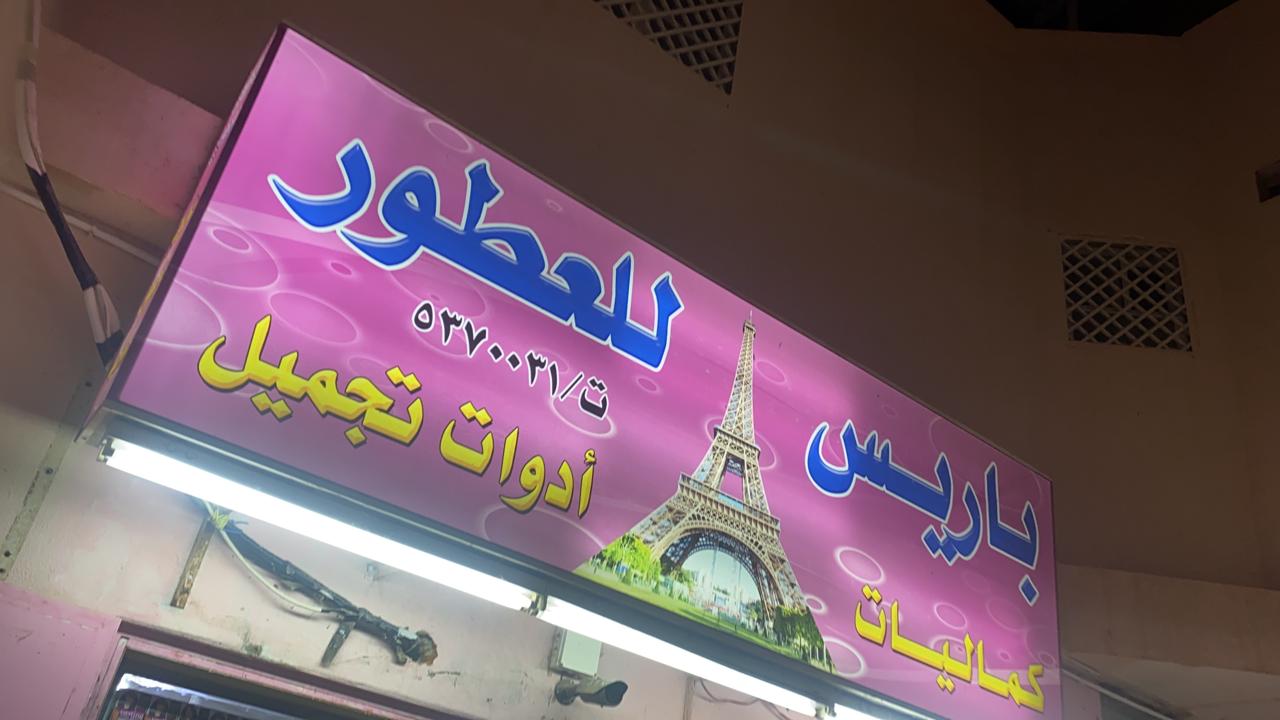 باريس للعطور
ت/٥٣٧٠٠٣١
كماليات أدوات تجميل